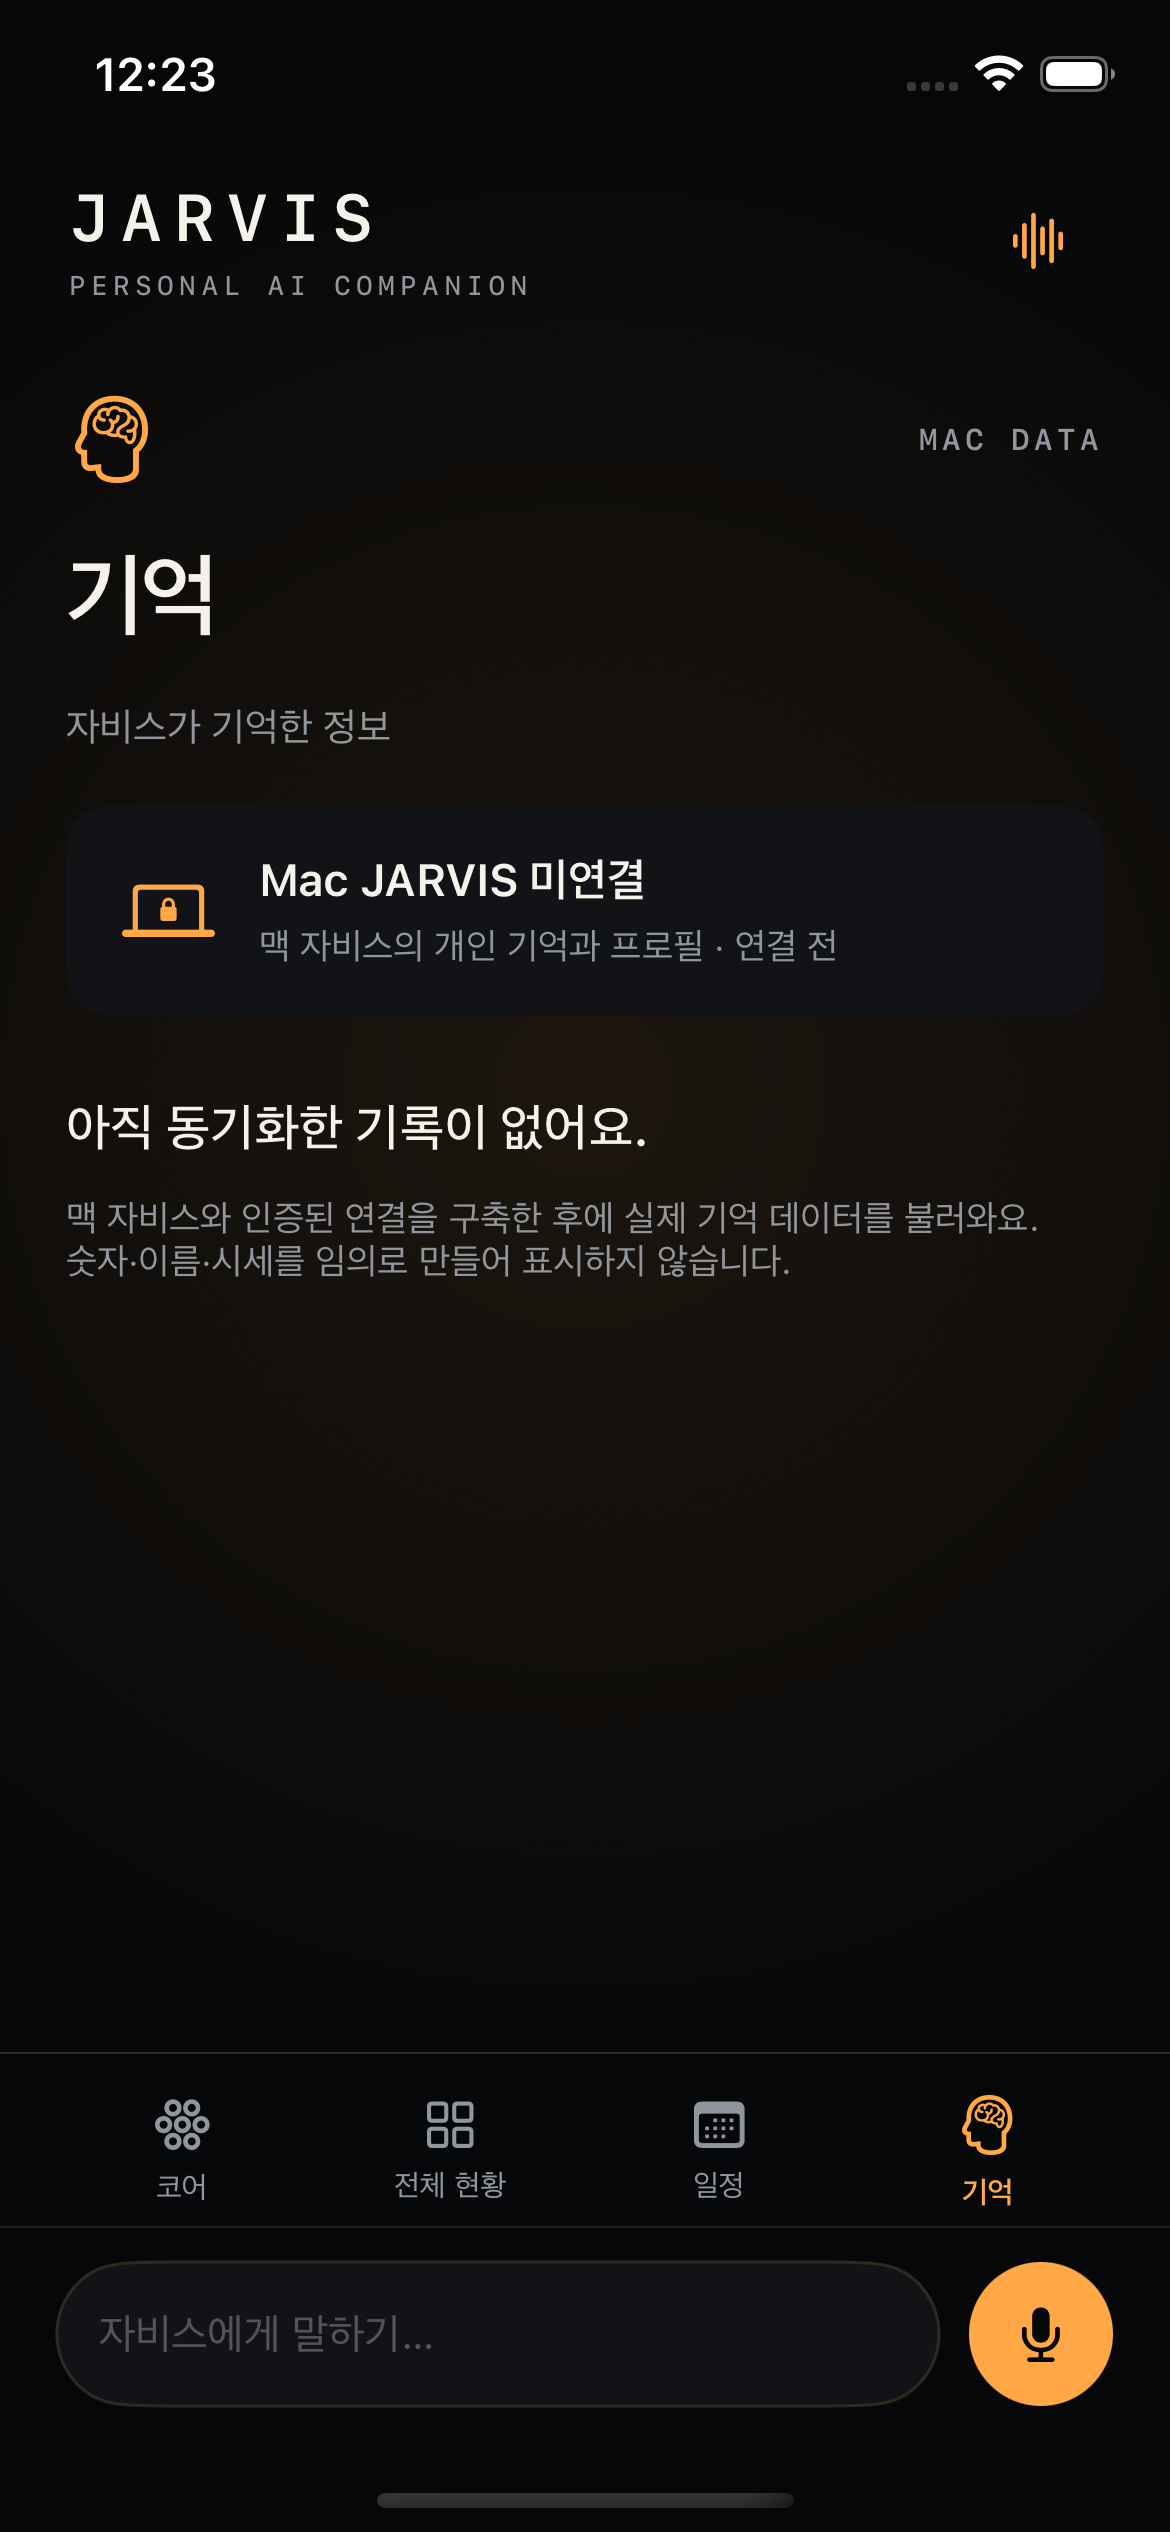 12:23
JARVIS
PERSONAL AI COMPANION
MAC DATA
기억
자비스가 기억한 정보
Mac JARVIS 미연결
맥 자비스의 개인 기억과 프로필 · 연결 전
아직 동기화한 기록이 없어요.
맥 자비스와 인증된 연결을 구축한 후에 실제 기억 데이터를 불러와요.
숫자·이름·시세를 임의로 만들어 표시하지 않습니다.
코어
전체 현황
일정
기억
자비스에게 말하기...